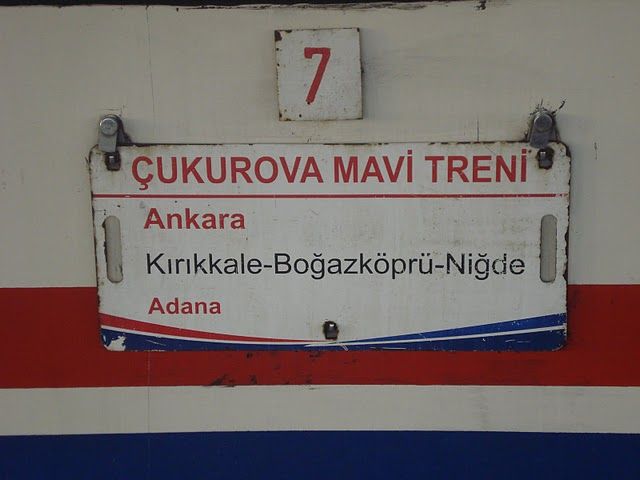 7
ÇUKUROVA MAVİ TRENİ
Ankara
Kırıkkale-Boğazköprü-Niğde
Adana